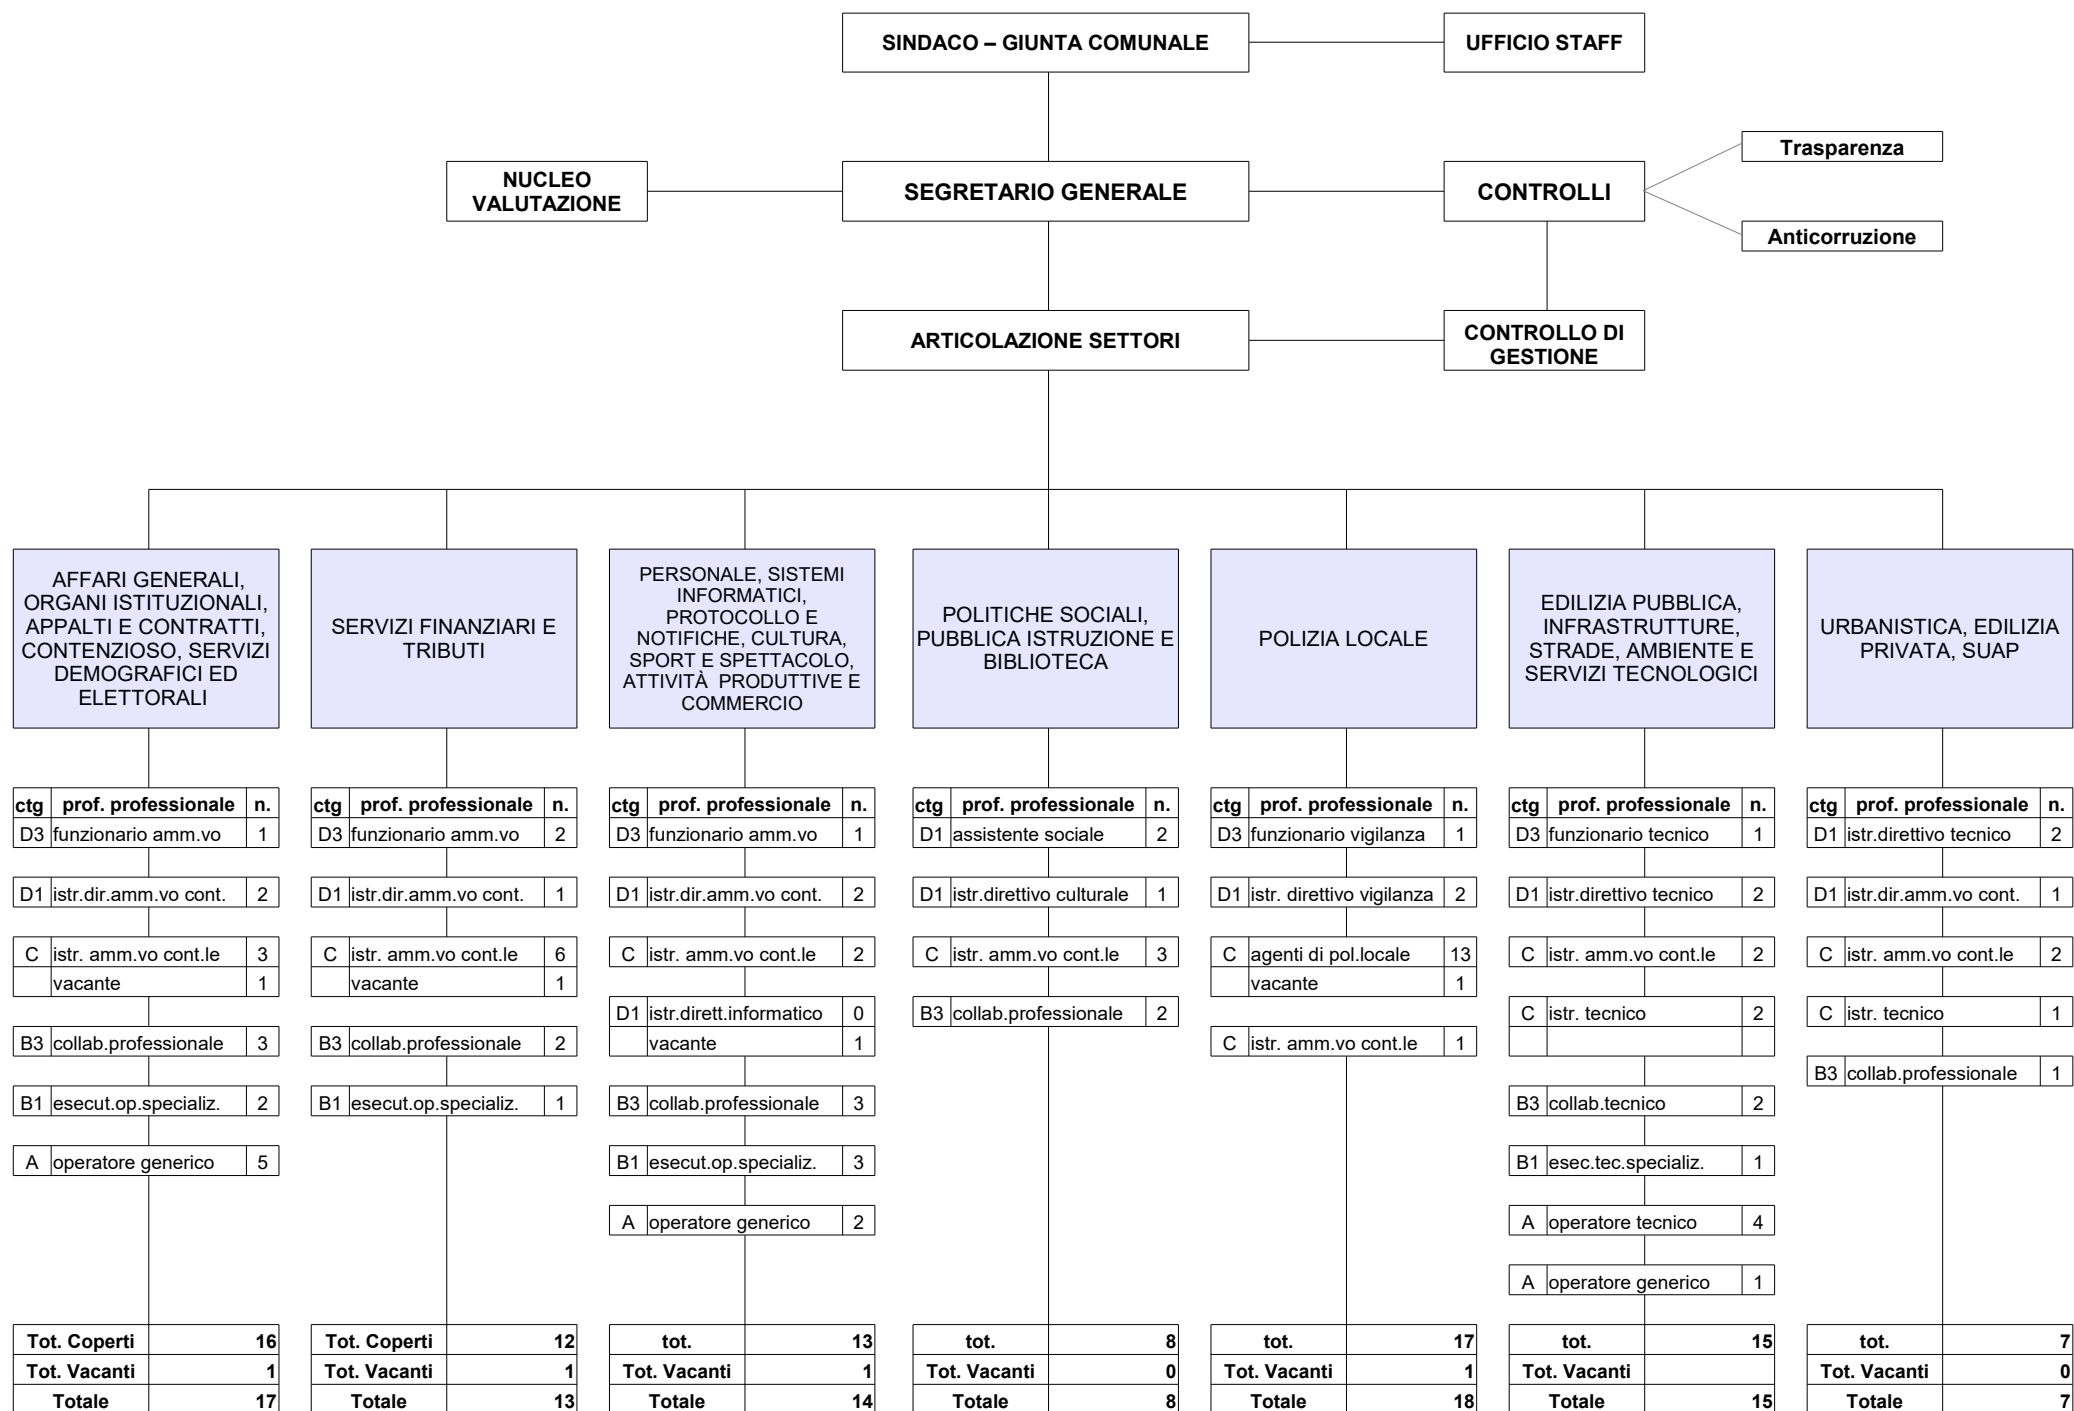 SINDACO – GIUNTA COMUNALE
UFFICIO STAFF
Trasparenza
NUCLEO
VALUTAZIONE
SEGRETARIO GENERALE
CONTROLLI
Anticorruzione
ARTICOLAZIONE SETTORI
CONTROLLO DI
GESTIONE
AFFARI GENERALI,
ORGANI ISTITUZIONALI,
APPALTI E CONTRATTI,
CONTENZIOSO, SERVIZI
DEMOGRAFICI ED
ELETTORALI
ctg prof. professionale n.
D3 funzionario amm.vo 1
D1 istr.dir.amm.vo cont. 2
C istr. amm.vo cont.le 3
vacante 1
B3 collab.professionale 3
B1 esecut.op.specializ. 2
A operatore generico 5
Tot. Coperti 16
Tot. Vacanti 1
Totale 17
SERVIZI FINANZIARI E
TRIBUTI
ctg prof. professionale n.
D3 funzionario amm.vo 2
D1 istr.dir.amm.vo cont. 1
C istr. amm.vo cont.le 6
vacante 1
B3 collab.professionale 2
B1 esecut.op.specializ. 1
Tot. Coperti 12
Tot. Vacanti 1
Totale 13
PERSONALE, SISTEMI
INFORMATICI,
PROTOCOLLO E
NOTIFICHE, CULTURA,
SPORT E SPETTACOLO,
ATTIVITÀ PRODUTTIVE E
COMMERCIO
ctg prof. professionale n.
D3 funzionario amm.vo 1
D1 istr.dir.amm.vo cont. 2
C istr. amm.vo cont.le 2
D1 istr.dirett.informatico 0
vacante 1
B3 collab.professionale 3
B1 esecut.op.specializ. 3
A operatore generico 2
tot. 13
Tot. Vacanti 1
Totale 14
POLITICHE SOCIALI,
PUBBLICA ISTRUZIONE E
BIBLIOTECA
ctg prof. professionale n.
D1 assistente sociale 2
D1 istr.direttivo culturale 1
C istr. amm.vo cont.le 3
B3 collab.professionale 2
tot. 8
Tot. Vacanti 0
Totale 8
POLIZIA LOCALE
ctg prof. professionale n.
D3 funzionario vigilanza 1
D1 istr. direttivo vigilanza 2
C agenti di pol.locale 13
vacante 1
C istr. amm.vo cont.le 1
tot. 17
Tot. Vacanti 1
Totale 18
EDILIZIA PUBBLICA,
INFRASTRUTTURE,
STRADE, AMBIENTE E
SERVIZI TECNOLOGICI
ctg prof. professionale n.
D3 funzionario tecnico 1
D1 istr.direttivo tecnico 2
C istr. amm.vo cont.le 2
C istr. tecnico 2
B3 collab.tecnico 2
B1 esec.tec.specializ. 1
A operatore tecnico 4
A operatore generico 1
tot. 15
Tot. Vacanti
Totale 15
URBANISTICA, EDILIZIA
PRIVATA, SUAP
ctg prof. professionale n.
D1 istr.direttivo tecnico 2
D1 istr.dir.amm.vo cont. 1
C istr. amm.vo cont.le 2
C istr. tecnico 1
B3 collab.professionale 1
tot. 7
Tot. Vacanti 0
Totale 7